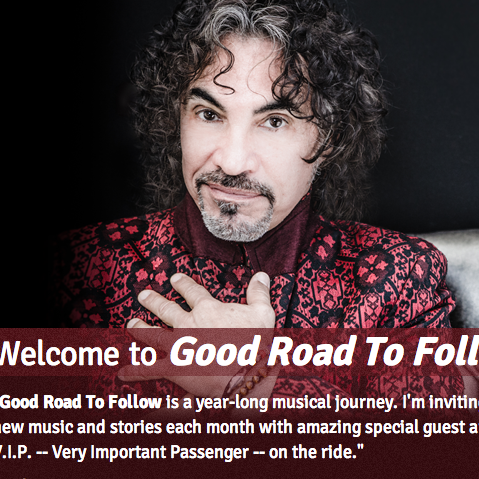 Welcome to Good Road To Foll
"Good Road To Follow is a year-long musical journey. I'm inviting
new music and stories each month with amazing special guest a
V.I.P. -- Very Important Passenger -- on the ride."